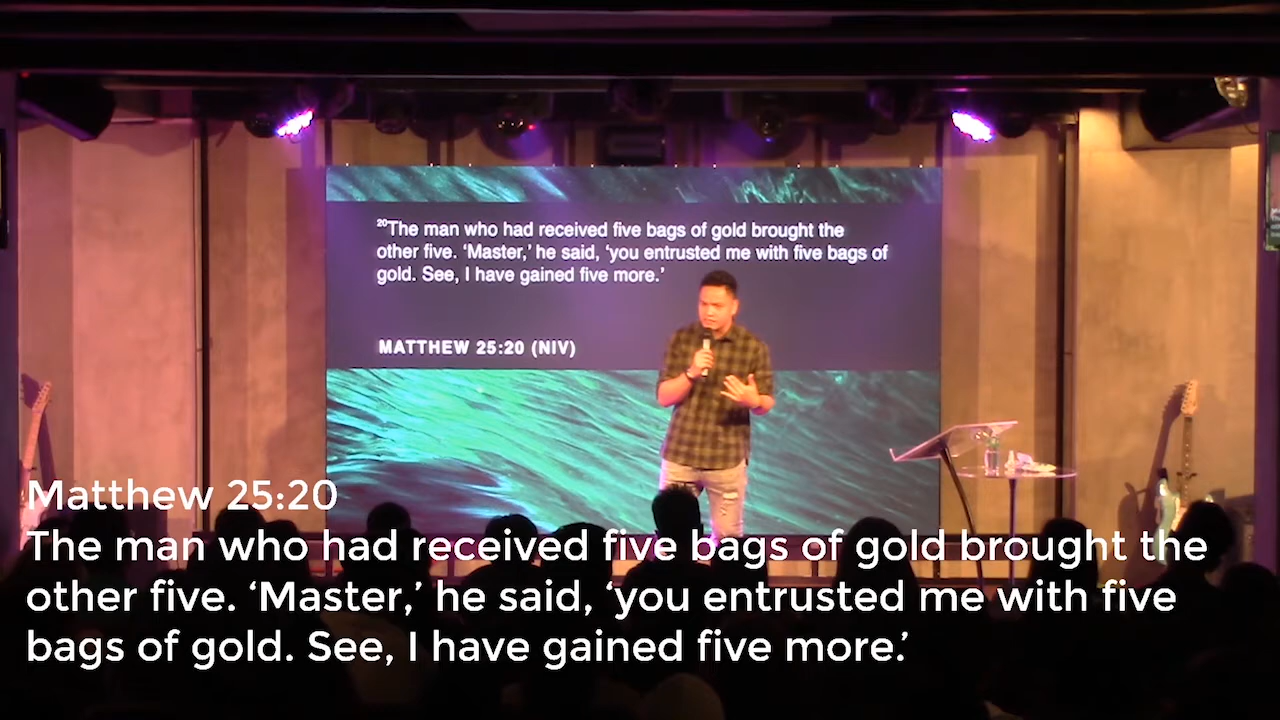 ²⁰The man who had received five bags of gold brought the
other five. ‘Master,’ he said, ‘you entrusted me with five bags of
gold. See, I have gained five more.’
MATTHEW 25:20 (NIV)
Matthew 25:20
The man who had received five bags of gold brought the
other five. ‘Master,’ he said, ‘you entrusted me with five
bags of gold. See, I have gained five more.’